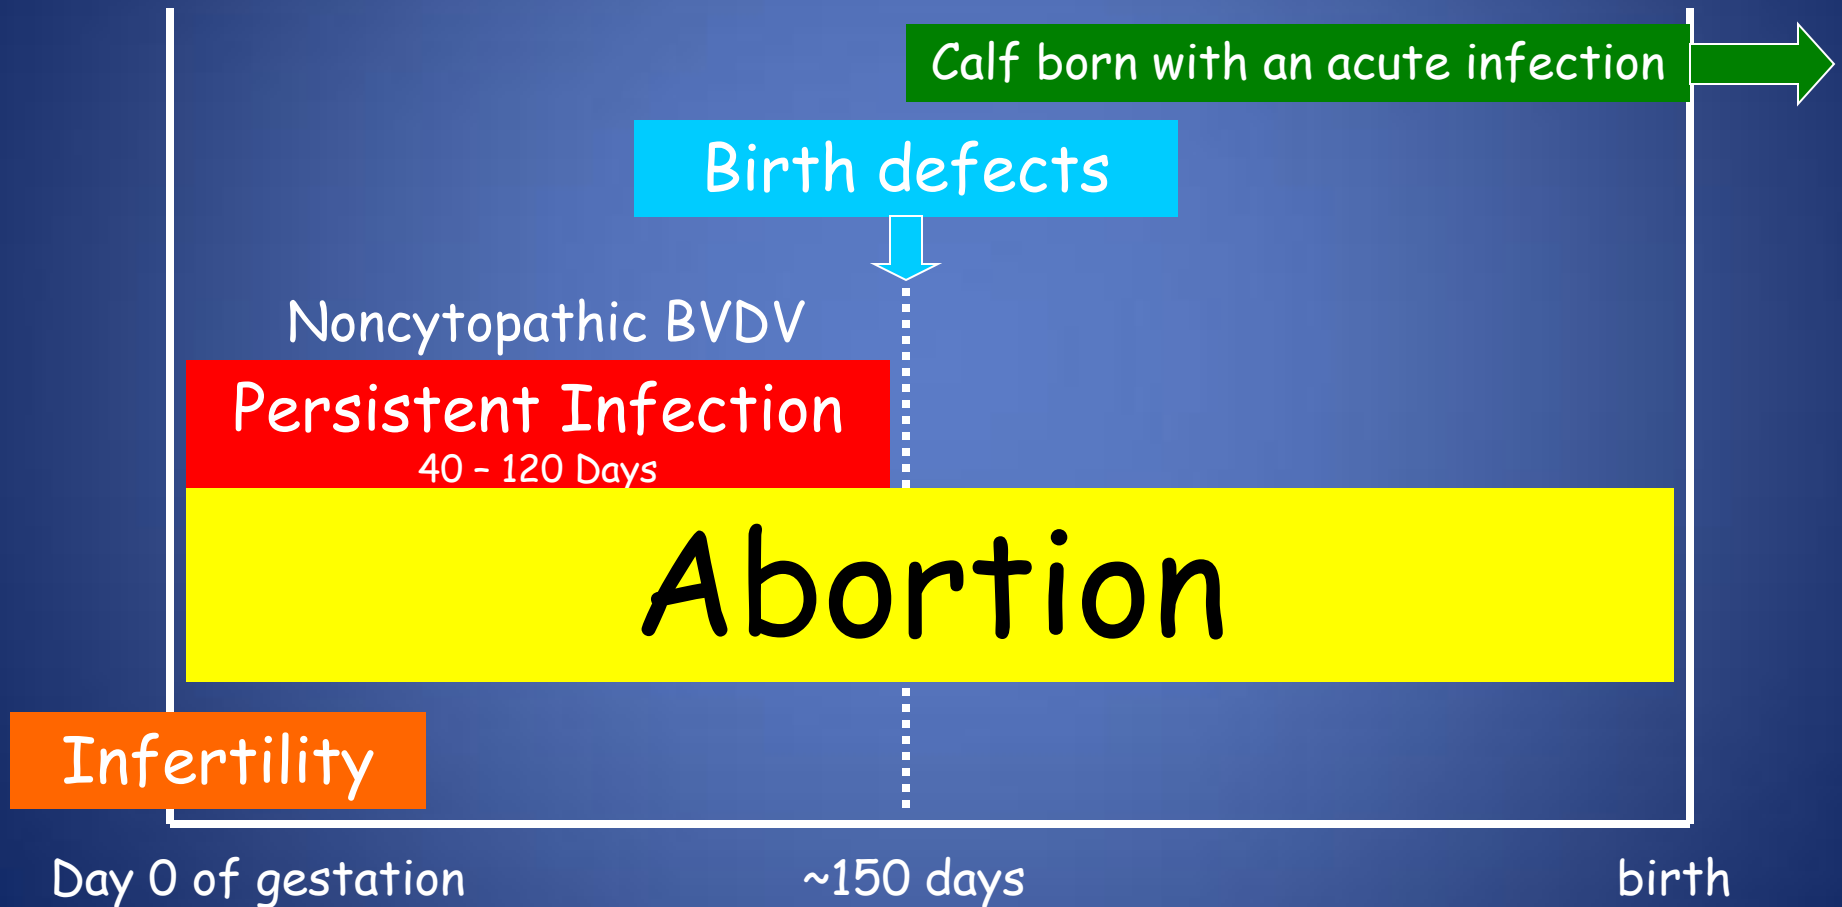 Calf born with an acute infection
Birth defects
Noncytopathic BVDV
Persistent Infection
40 – 120 Days
Abortion
Infertility
Day 0 of gestation
~150 days
birth